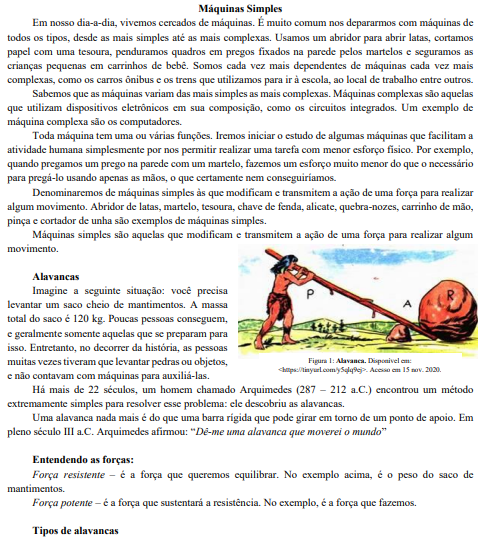 Máquinas Simples
Em nosso dia-a-dia, vivemos cercados de máquinas. É muito comum nos depararmos com máquinas de
todos os tipos, desde as mais simples até as mais complexas. Usamos um abridor para abrir latas, cortamos
papel com uma tesoura, penduramos quadros em pregos fixados na parede pelos martelos e seguramos as
crianças pequenas em carrinhos de bebê. Somos cada vez mais dependentes de máquinas cada vez mais
complexas, como os carros ônibus e os trens que utilizamos para ir à escola, ao local de trabalho entre outros.
Sabemos que as máquinas variam das mais simples as mais complexas. Máquinas complexas são aquelas
que utilizam dispositivos eletrônicos em sua composição, como os circuitos integrados. Um exemplo de
máquina complexa são os computadores.
Toda máquina tem uma ou várias funções. Iremos iniciar o estudo de algumas máquinas que facilitam a
atividade humana simplesmente por nos permitir realizar uma tarefa com menor esforço físico. Por exemplo,
quando pregamos um prego na parede com um martelo, fazemos um esforço muito menor do que o necessário
para pregá-lo usando apenas as mãos, o que certamente nem conseguiríamos.
Denominaremos de máquinas simples às que modificam e transmitem a ação de uma força para realizar
algum movimento. Abridor de latas, martelo, tesoura, chave de fenda, alicate, quebra-nozes, carrinho de mão,
pinça e cortador de unha são exemplos de máquinas simples.
Máquinas simples são aquelas que modificam e transmitem a ação de uma força para realizar algum
movimento.
Alavancas
Imagine a seguinte situação: você precisa
levantar um saco cheio de mantimentos. A massa
total do saco é 120 kg. Poucas pessoas conseguem,
e geralmente somente aquelas que se preparam para
isso. Entretanto, no decorrer da história, as pessoas
muitas vezes tiveram que levantar pedras ou objetos,
e não contavam com máquinas para auxiliá-las.
P
A
R
Figura 1: Alavanca. Disponível em:
<https://tinyurl.com/y5qlq9ej>. Acesso em 15 nov. 2020.
Há mais de 22 séculos, um homem chamado Arquimedes (287 – 212 a.C.) encontrou um método
extremamente simples para resolver esse problema: ele descobriu as alavancas.
Uma alavanca nada mais é do que uma barra rígida que pode girar em torno de um ponto de apoio. Em
pleno século III a.C. Arquimedes afirmou: “Dê-me uma alavanca que moverei o mundo”
Entendendo as forças:
Força resistente – é a força que queremos equilibrar. No exemplo acima, é o peso do saco de
mantimentos.
Força potente – é a força que sustentará a resistência. No exemplo, é a força que fazemos.
Tipos de alavancas